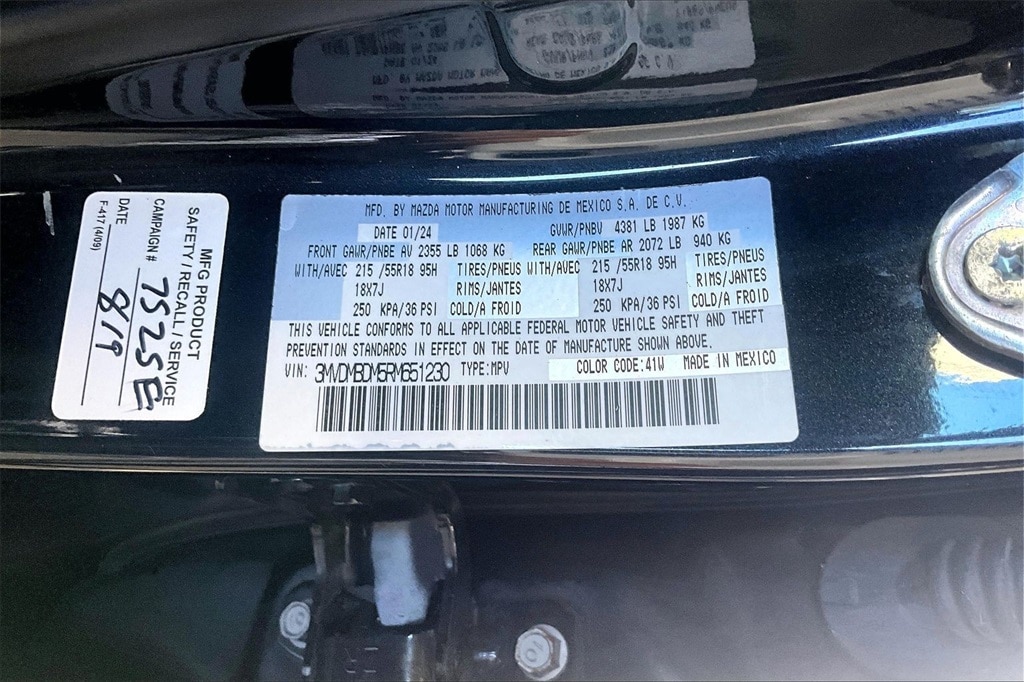 MFG PRODUCT
SAFETY / RECALL / SERVICE
CAMPAIGN # 7525E
DATE 8/19
F-417 (4/09)
MFD. BY MAZDA MOTOR MANUFACTURING DE MEXICO S.A. DE C.V.
DATE 01/24 GVWR/PNBV 4381 LB 1987 KG
FRONT GAWR/PNBE AV 2355 LB 1068 KG REAR GAWR/PNBE AR 2072 LB 940 KG
WITH/AVEC 215 /55R18 95H TIRES/PNEUS WITH/AVEC 215 /55R18 95H TIRES/PNEUS
18X7J RIMS/JANTES 18X7J RIMS/JANTES
250 KPA/36 PSI COLD/A FROID 250 KPA/36 PSI COLD/A FROID
THIS VEHICLE CONFORMS TO ALL APPLICABLE FEDERAL MOTOR VEHICLE SAFETY AND THEFT
PREVENTION STANDARDS IN EFFECT ON THE DATE OF MANUFACTURE SHOWN ABOVE.
VIN: 3MVDMBDM5RM651230 TYPE:MPV COLOR CODE:41W MADE IN MEXICO